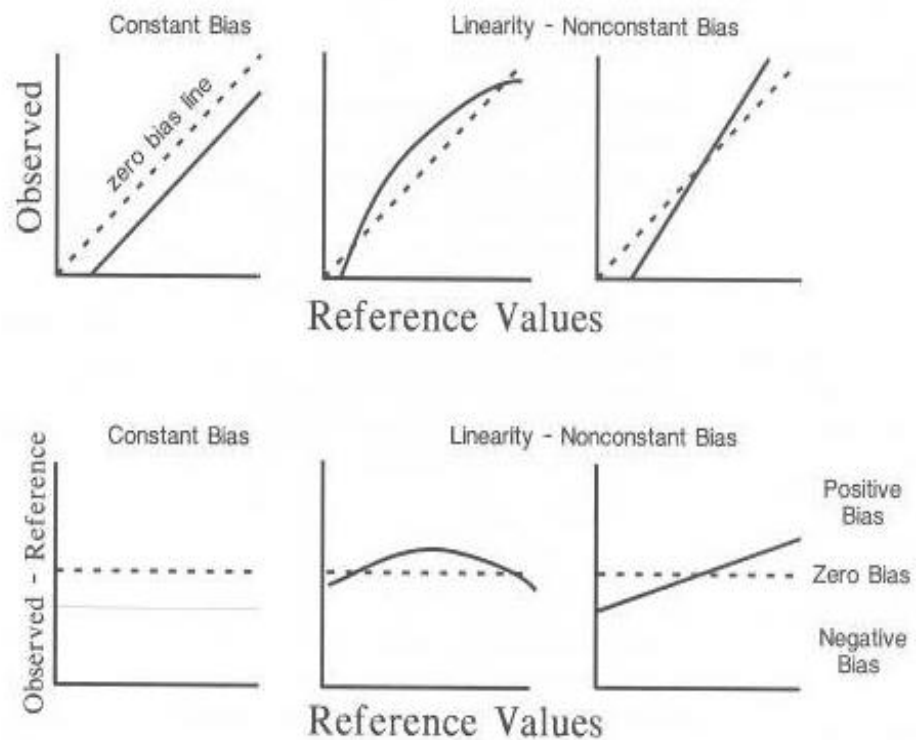 Constant Bias
Linearity - Nonconstant Bias
Observed
zero bias line
Reference Values
Constant Bias
Linearity - Nonconstant Bias
Observed - Reference
Positive
Bias
Zero Bias
Negative
Bias
Reference Values